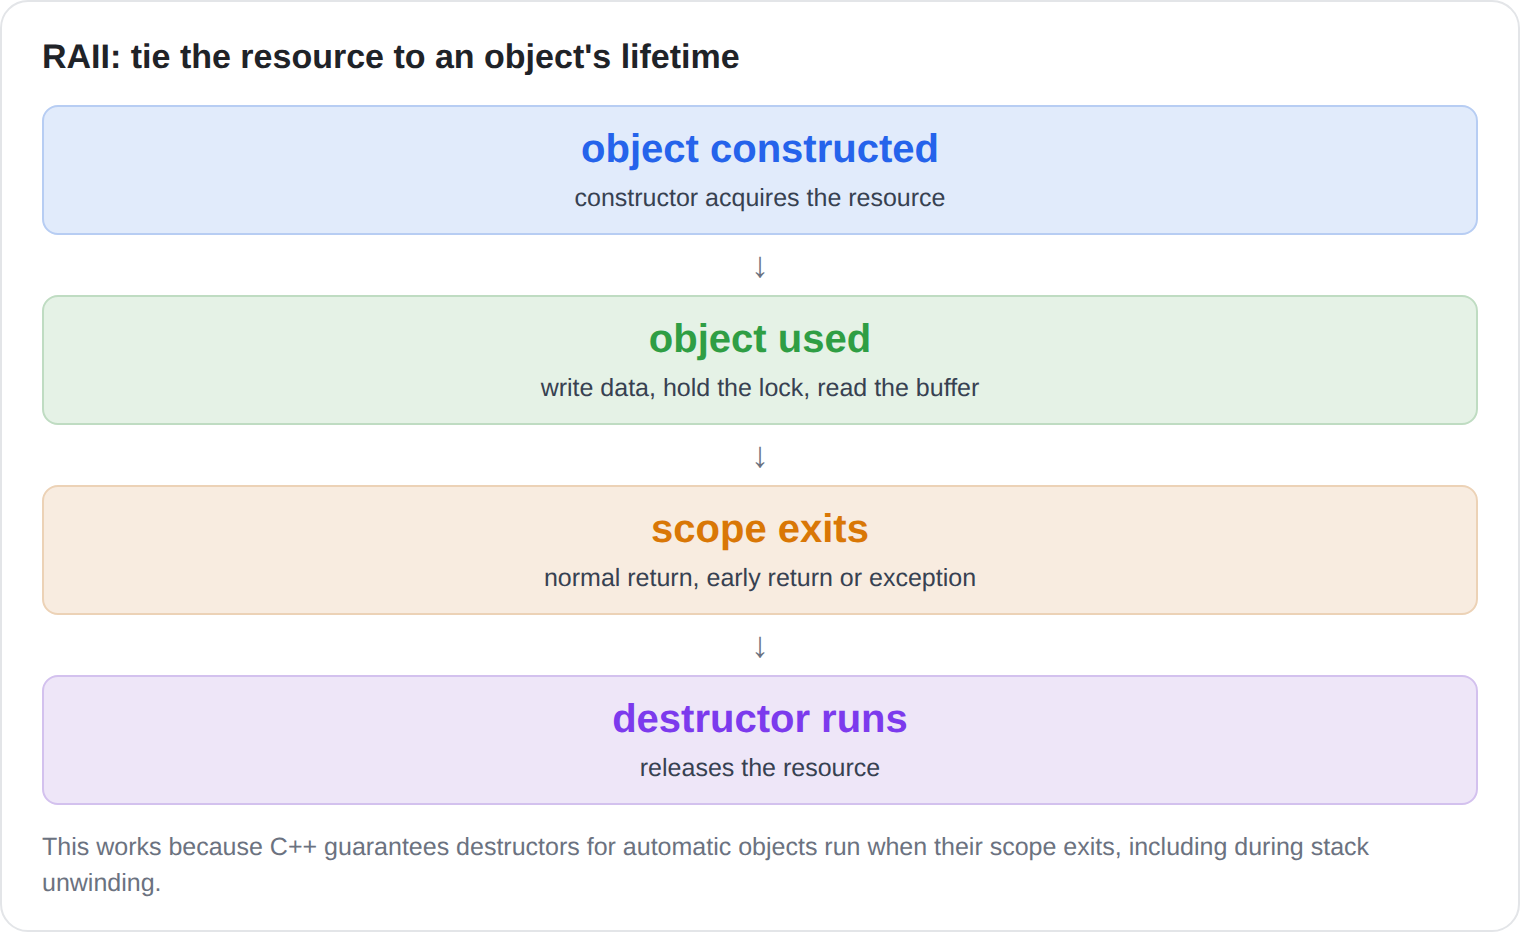 RAII: tie the resource to an object's lifetime
object constructed
constructor acquires the resource
↓
object used
write data, hold the lock, read the buffer
↓
scope exits
normal return, early return or exception
↓
destructor runs
releases the resource
This works because C++ guarantees destructors for automatic objects run when their scope exits, including during stack
unwinding.